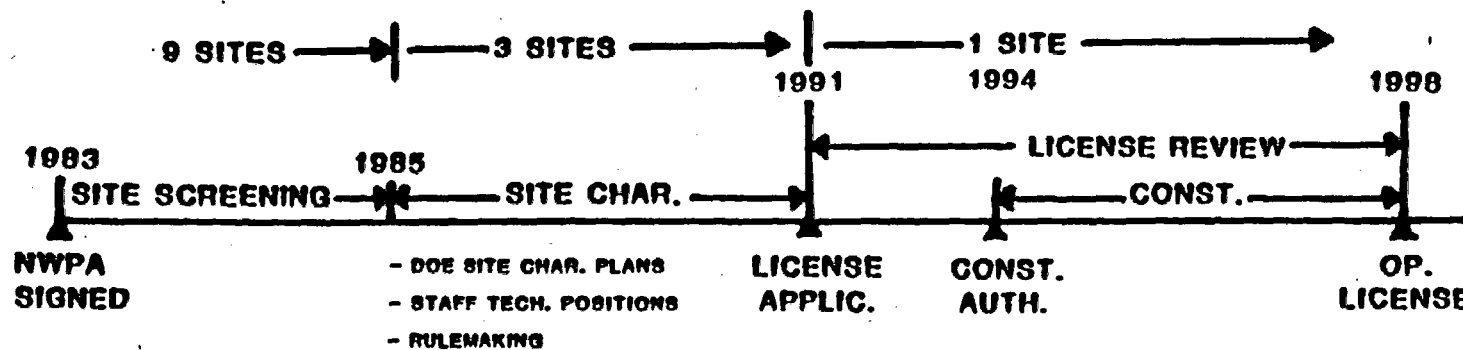 9 SITES 3 SITES 1 SITE
1991 1994 1998
LICENSE REVIEW
1983 1985
SITE SCREENING SITE CHAR. CONST.
NWPA
SIGNED
- DOE SITE CHAR. PLANS
- STAFF TECH. POSITIONS
- RULEMAKING
LICENSE
APPLIC.
CONST.
AUTH.
OP.
LICENSE